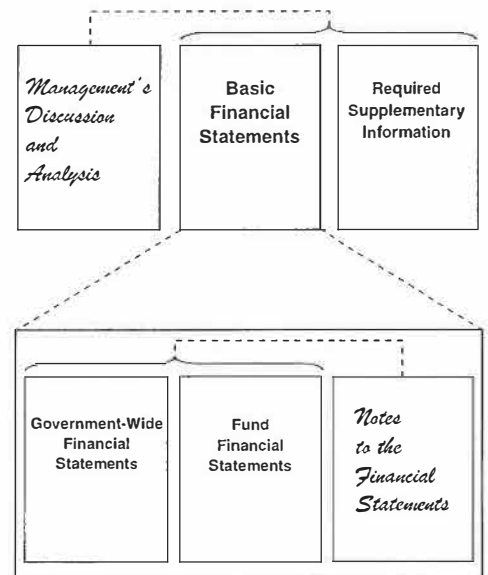 Management's
Discussion
and
Analysis
Basic
Financial
Statements
Required
Supplementary
Information
Government-Wide
Financial
Statements
Fund
Financial
Statements
Notes
to the
Financial
Statements